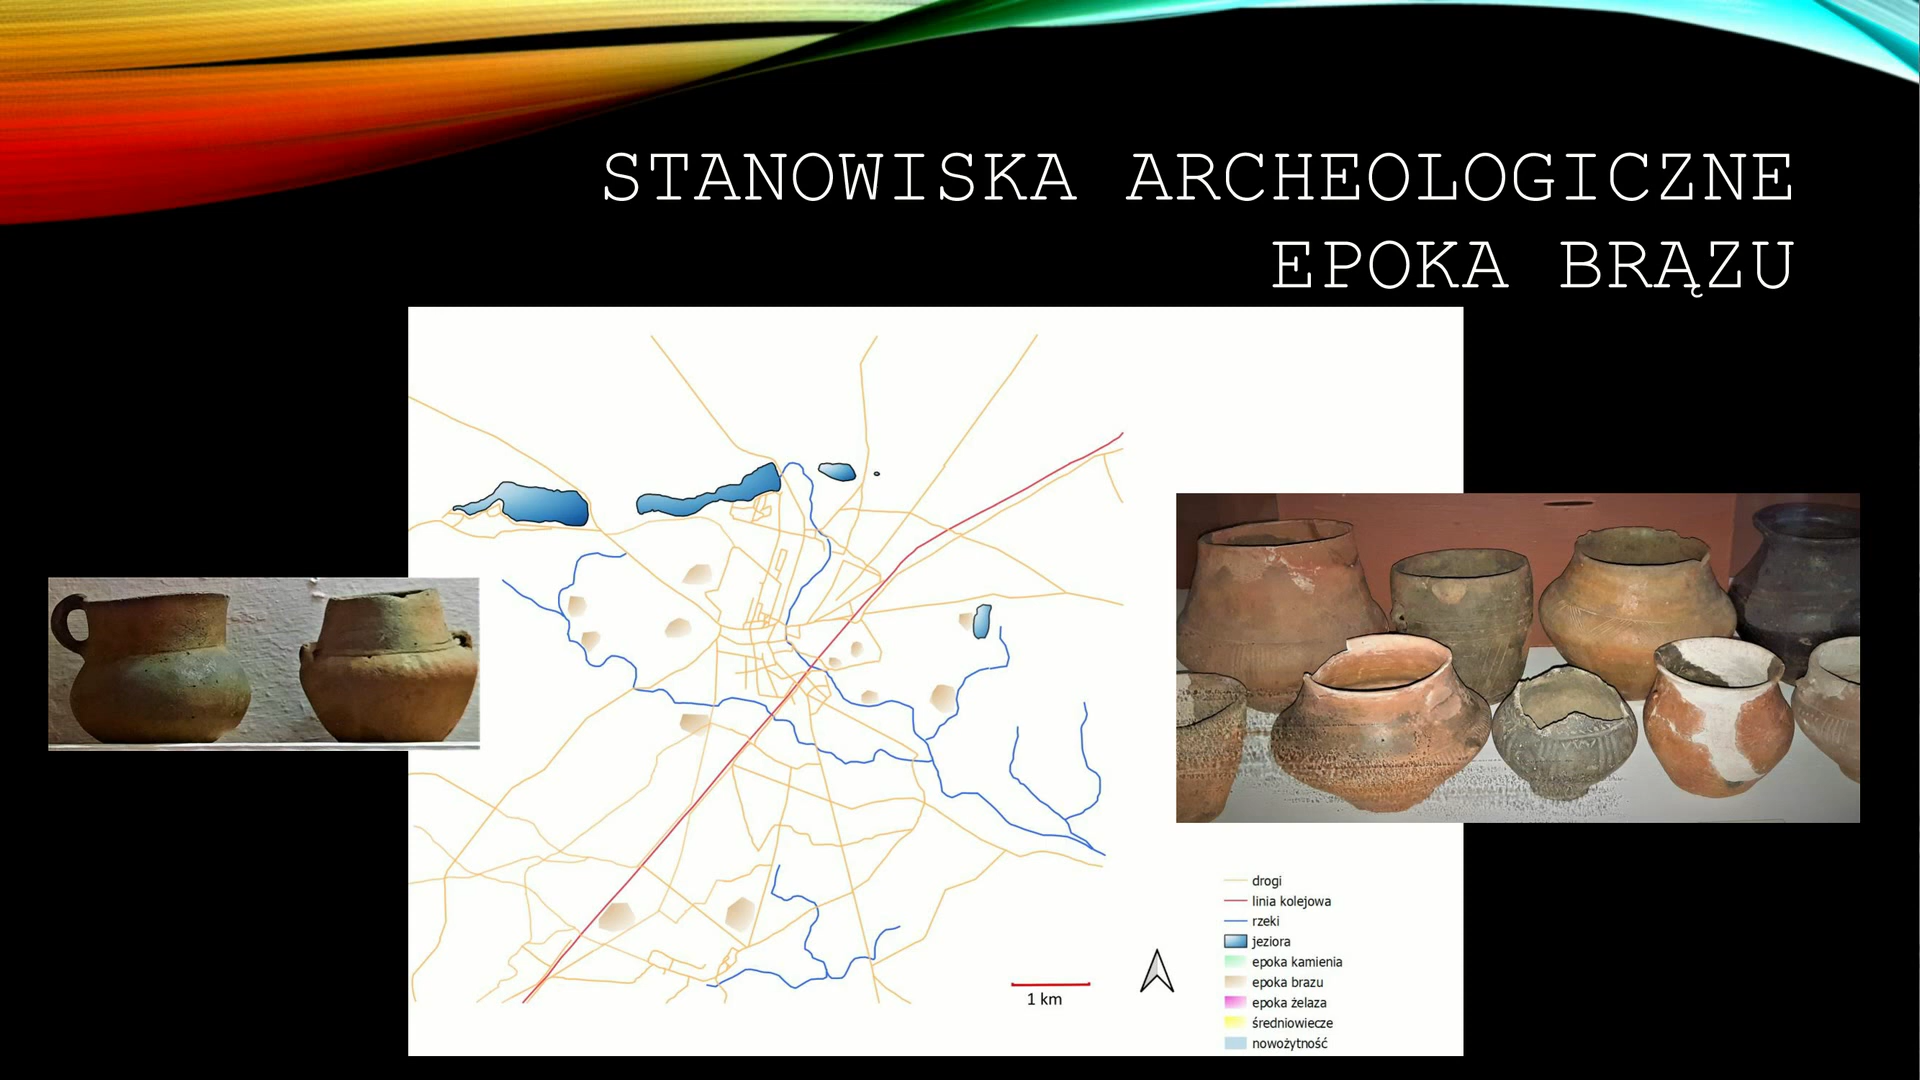 STANOWISKA ARCHEOLOGICZNE
EPOKA BRĄZU
drogi
linia kolejowa
rzeki
jeziora
epoka kamienia
epoka brazu
epoka żelaza
średniowiecze
nowożytność
1 km